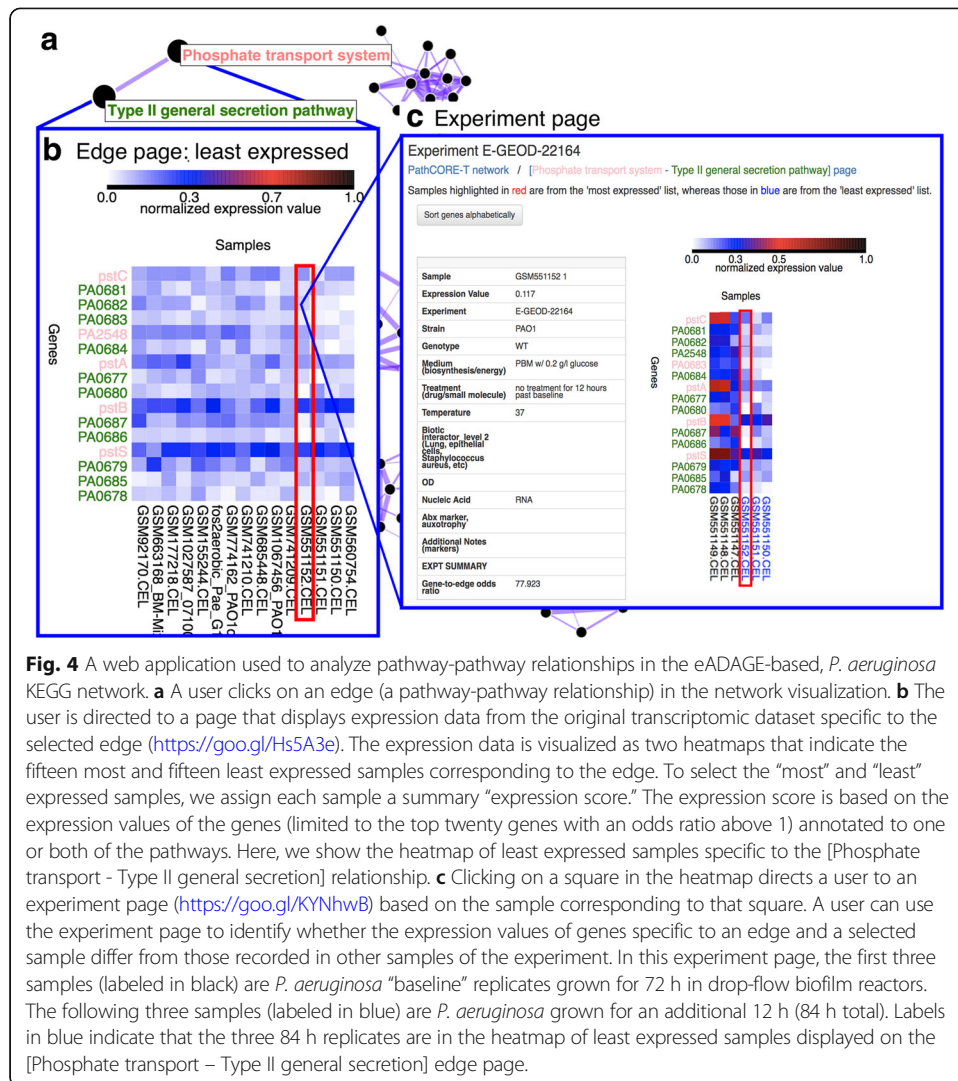 a
Phosphate transport system
Type II general secretion pathway
b Edge page: least expressed
0.0 0.3 0.7 1.0
normalized expression value
Samples
Genes
pstC
PA0681
PA0682
PA0683
PA2548
PA0684
pstA
PA0677
PA0680
pstB
PA0687
PA0686
pstS
PA0679
PA0685
PA0678
GSM92170.CEL
GSM663168_BM-Mi
GSM177218.CEL
GSM1027587_07100
GSM155244.CEL
fos2aerobic_Pae_G1
GSM774162_PAO1
GSM741210.CEL
GSM685448.CEL
GSM1067456_PAO1
GSM741209.CEL
GSM551152.CEL
GSM551151.CEL
GSM551150.CEL
GSM560754.CEL
c Experiment page
Experiment E-GEOD-22164
PathCORE-T network / [Phosphate transport system - Type II general secretion pathway] page
Samples highlighted in red are from the 'most expressed' list, whereas those in blue are from the 'least expressed' list.
Sort genes alphabetically
Sample GSM551152 1
Expression Value 0.117
Experiment E-GEOD-22164
Strain PAO1
Genotype WT
Medium (biosynthesis/energy) PBM w/ 0.2 g/l glucose
Treatment (drug/small molecule) no treatment for 12 hours past baseline
Temperature 37
Biotic interactor_level 2 (Lung, epithelial cells, Staphylococcus aureus, etc)
OD
Nucleic Acid RNA
Abx marker, auxotrophy
Additional Notes (markers)
EXPT SUMMARY
Gene-to-edge odds ratio 77.923
0.0 0.3 0.7 1.0
normalized expression value
Samples
Genes
pstC
PA0681
PA0682
PA2548
PA0683
PA0684
pstA
PA0677
PA0680
pstB
PA0687
PA0686
pstS
PA0679
PA0685
PA0678
GSM551149.CEL
GSM551148.CEL
GSM551147.CEL
GSM551152.CEL
GSM551151.CEL
GSM551150.CEL
Fig. 4 A web application used to analyze pathway-pathway relationships in the eADAGE-based, P. aeruginosa
KEGG network. a A user clicks on an edge (a pathway-pathway relationship) in the network visualization. b The
user is directed to a page that displays expression data from the original transcriptomic dataset specific to the
selected edge (https://goo.gl/Hs5A3e). The expression data is visualized as two heatmaps that indicate the
fifteen most and fifteen least expressed samples corresponding to the edge. To select the “most” and “least”
expressed samples, we assign each sample a summary “expression score.” The expression score is based on the
expression values of the genes (limited to the top twenty genes with an odds ratio above 1) annotated to one
or both of the pathways. Here, we show the heatmap of least expressed samples specific to the [Phosphate
transport - Type II general secretion] relationship. c Clicking on a square in the heatmap directs a user to an
experiment page (https://goo.gl/KYNhwB) based on the sample corresponding to that square. A user can use
the experiment page to identify whether the expression values of genes specific to an edge and a selected
sample differ from those recorded in other samples of the experiment. In this experiment page, the first three
samples (labeled in black) are P. aeruginosa “baseline” replicates grown for 72 h in drop-flow biofilm reactors.
The following three samples (labeled in blue) are P. aeruginosa grown for an additional 12 h (84 h total). Labels
in blue indicate that the three 84 h replicates are in the heatmap of least expressed samples displayed on the
[Phosphate transport – Type II general secretion] edge page.